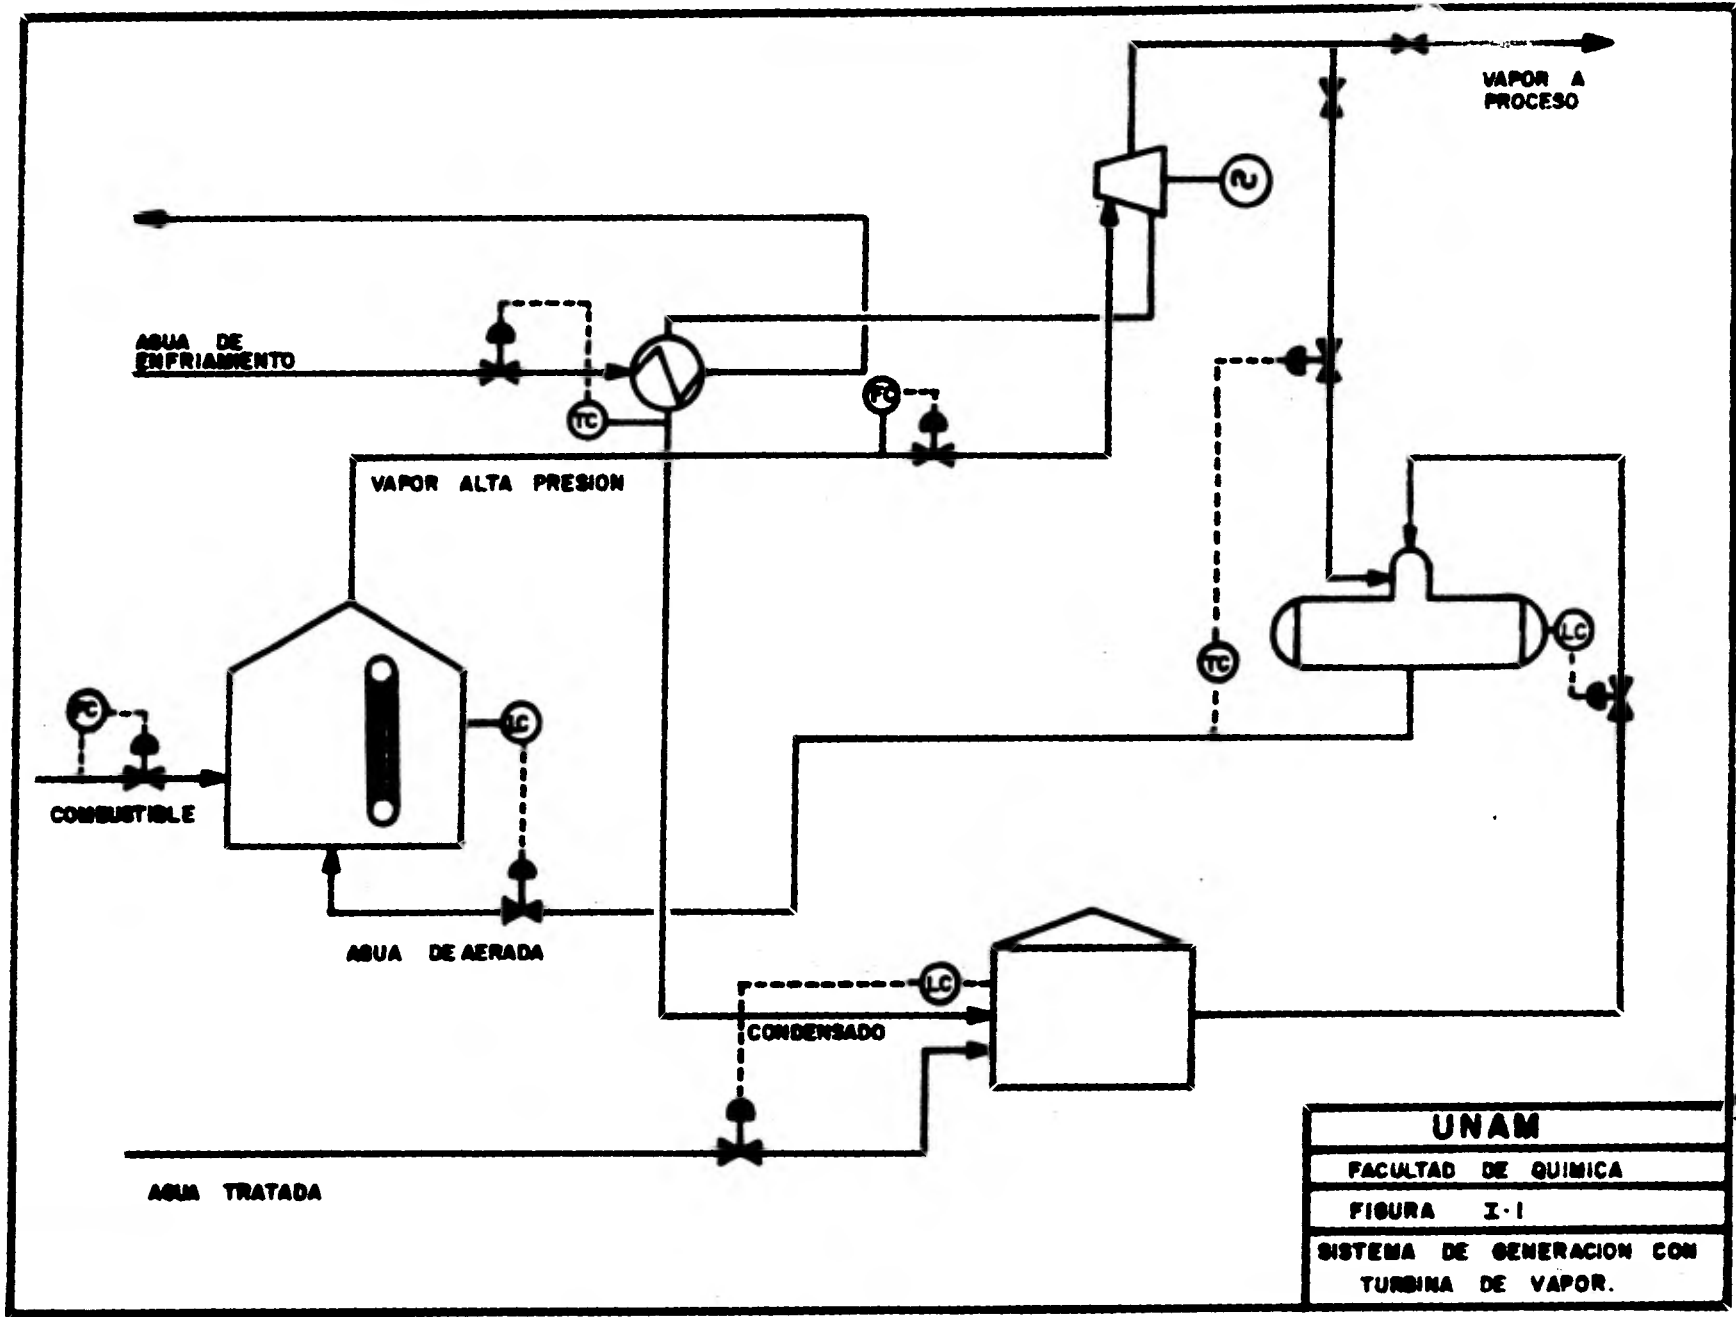 VAPOR A
PROCESO
AGUA DE
ENFRIAMIENTO
TC
FC
VAPOR ALTA PRESION
LC
TC
FC
LC
COMBUSTIBLE
AGUA DE AERADA
LC
CONDENSADO
AGUA TRATADA
UNAM
FACULTAD DE QUIMICA
FIGURA I-1
SISTEMA DE GENERACION CON
TURBINA DE VAPOR.